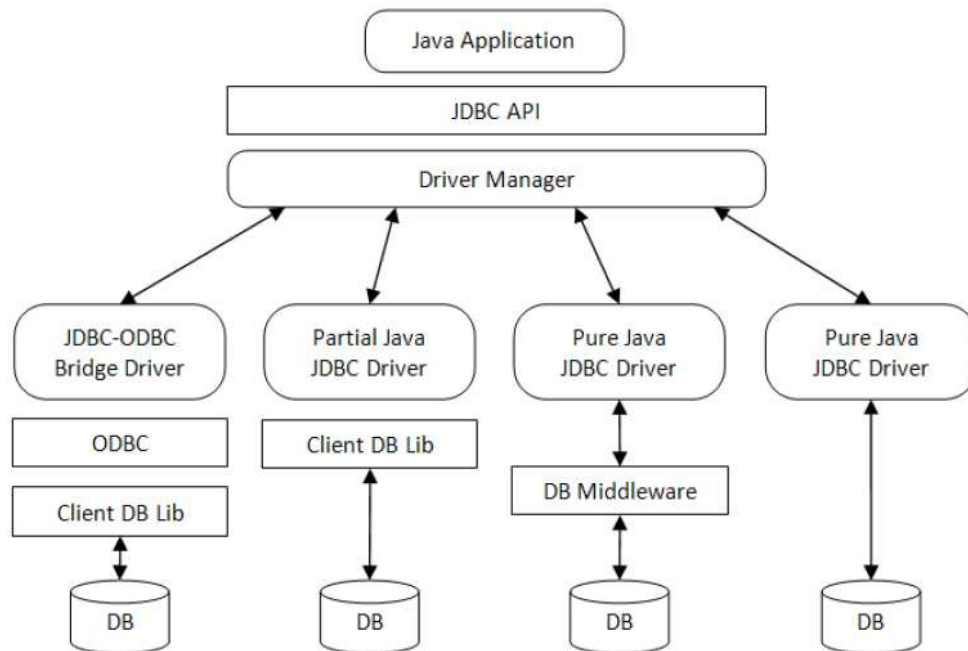 Java Application
JDBC API
Driver Manager
JDBC-ODBC
Bridge Driver
Partial Java
JDBC Driver
Pure Java
JDBC Driver
Pure Java
JDBC Driver
ODBC
Client DB Lib
Client DB Lib
DB Middleware
DB
DB
DB
DB